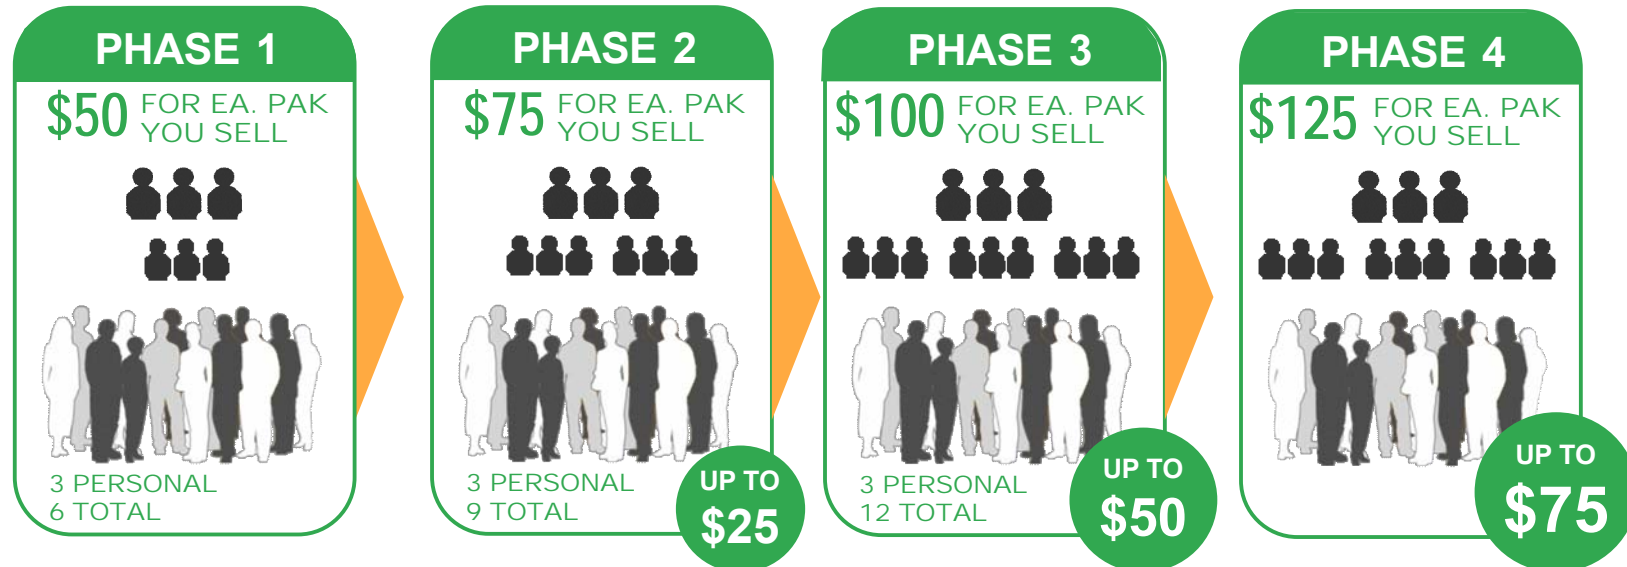 PHASE 1
$50 FOR EA. PAK
YOU SELL
3 PERSONAL
6 TOTAL
PHASE 2
$75 FOR EA. PAK
YOU SELL
3 PERSONAL
9 TOTAL
UP TO
$25
PHASE 3
$100 FOR EA. PAK
YOU SELL
3 PERSONAL
12 TOTAL
UP TO
$50
PHASE 4
$125 FOR EA. PAK
YOU SELL
UP TO
$75